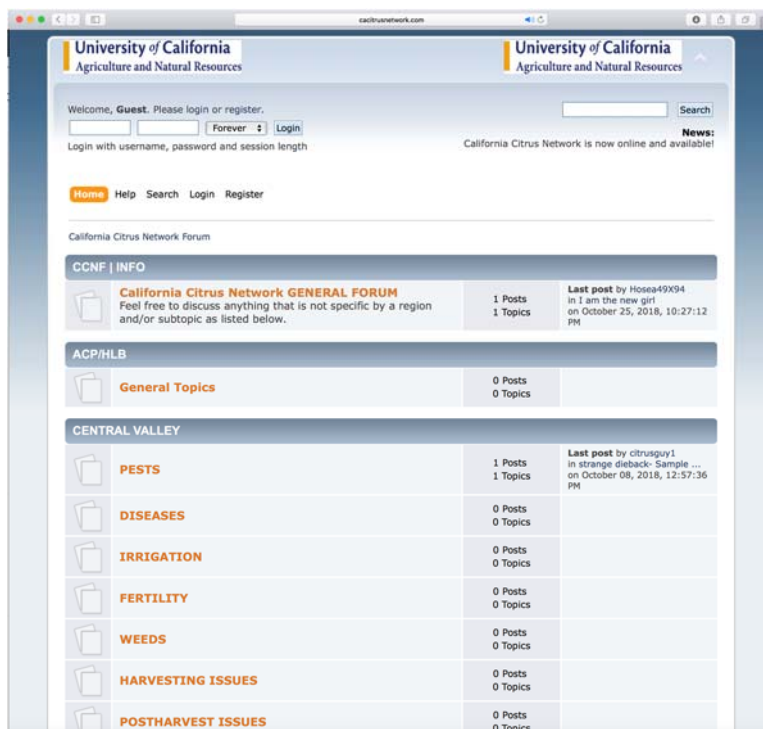 cacitrusnetwork.com
University of California
Agriculture and Natural Resources
University of California
Agriculture and Natural Resources
Welcome, Guest. Please login or register.
Forever
Login
Login with username, password and session length
Search
News:
California Citrus Network is now online and available!
Home Help Search Login Register
California Citrus Network Forum
CCNF | INFO
California Citrus Network GENERAL FORUM
Feel free to discuss anything that is not specific by a region
and/or subtopic as listed below.
1 Posts
1 Topics
Last post by Hosea49X94
in I am the new girl
on October 25, 2018, 10:27:12
PM
ACP/HLB
General Topics
0 Posts
0 Topics
CENTRAL VALLEY
PESTS
1 Posts
1 Topics
Last post by citrusguy1
in strange dieback- Sample ...
on October 08, 2018, 12:57:36
PM
DISEASES
0 Posts
0 Topics
IRRIGATION
0 Posts
0 Topics
FERTILITY
0 Posts
0 Topics
WEEDS
0 Posts
0 Topics
HARVESTING ISSUES
0 Posts
0 Topics
POSTHARVEST ISSUES
0 Posts
0 Topics